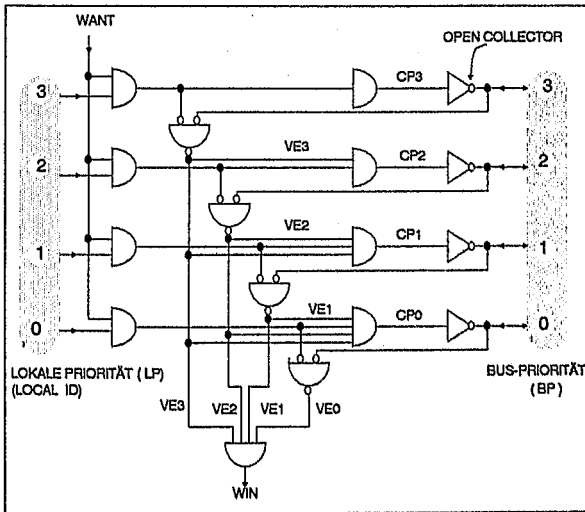 WANT
OPEN COLLECTOR
3
CP3
3
2
VE3
CP2
2
1
VE2
CP1
1
0
VE1
CP0
0
LOKALE PRIORITÄT ( LP )
(LOCAL ID)
BUS-PRIORITÄT
( BP )
VE3
VE2
VE1
VE0
WIN